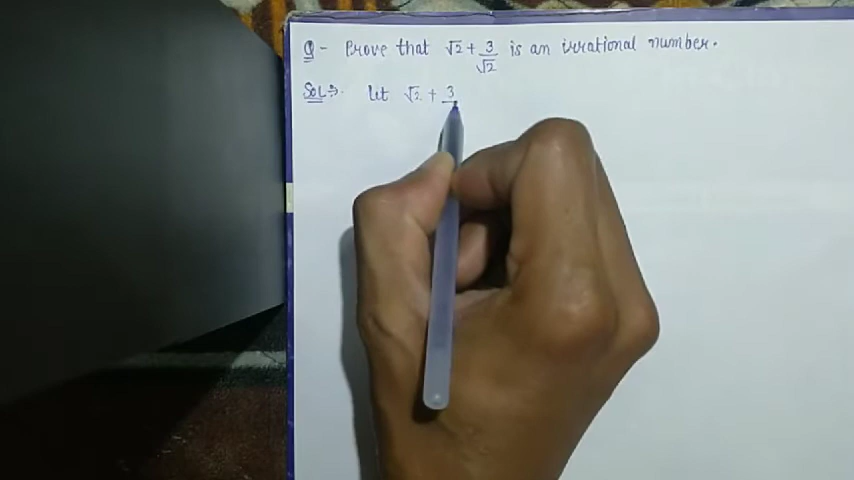 Q- Prove that √2 + 3/√2 is an irrational number.
Sol:- let √2 + 3